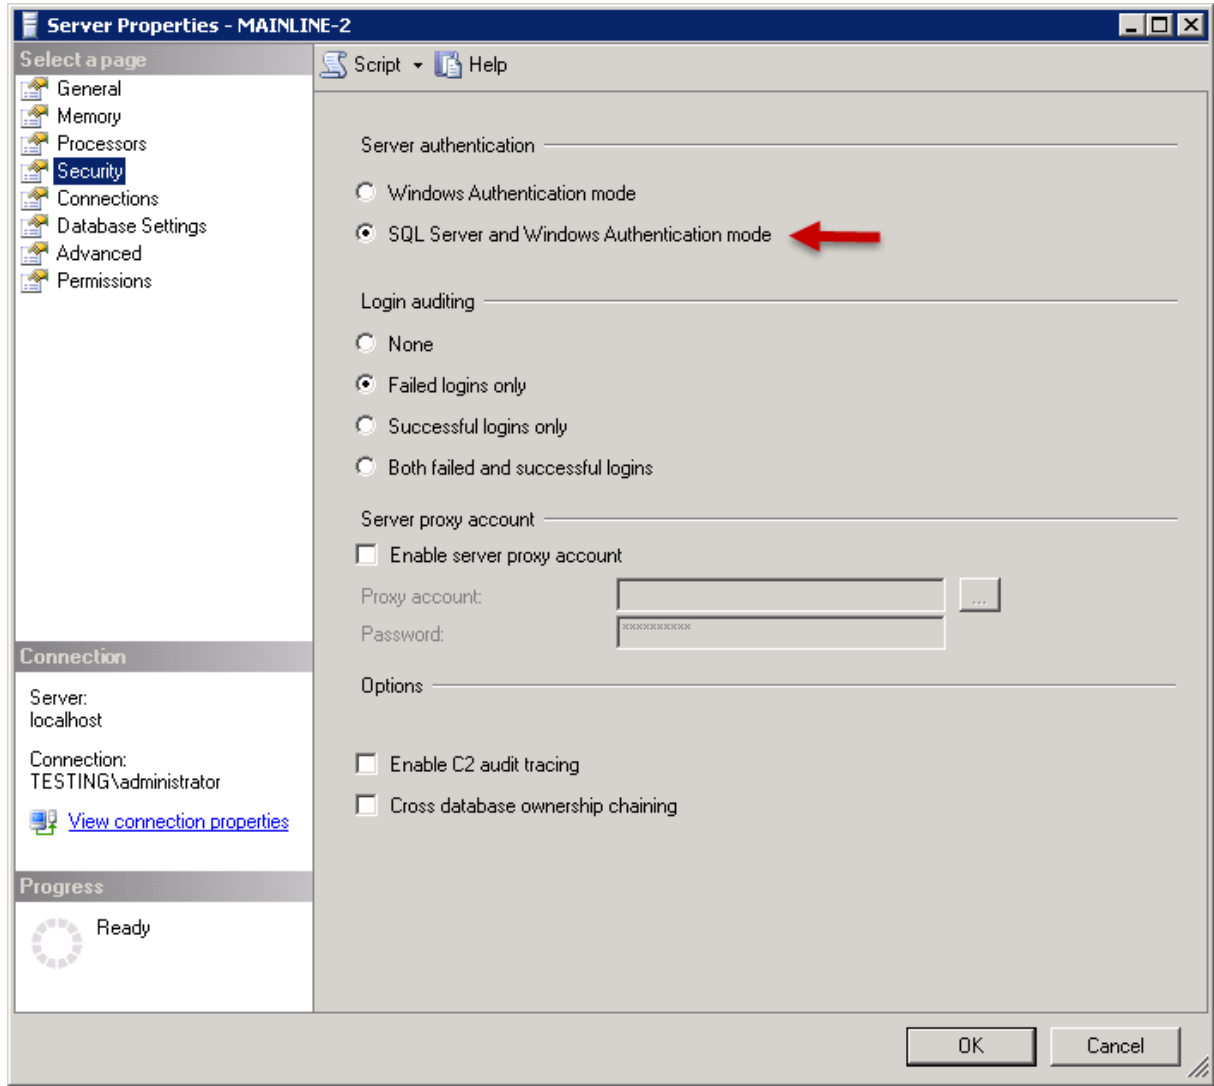 Server Properties - MAINLINE-2
Select a page
General
Memory
Processors
Security
Connections
Database Settings
Advanced
Permissions
Script
Help
Server authentication
Windows Authentication mode
SQL Server and Windows Authentication mode
Login auditing
None
Failed logins only
Successful logins only
Both failed and successful logins
Server proxy account
Enable server proxy account
Proxy account:
...
Password:
**********
Options
Enable C2 audit tracing
Cross database ownership chaining
Connection
Server:
localhost
Connection:
TESTING\administrator
View connection properties
Progress
Ready
OK
Cancel